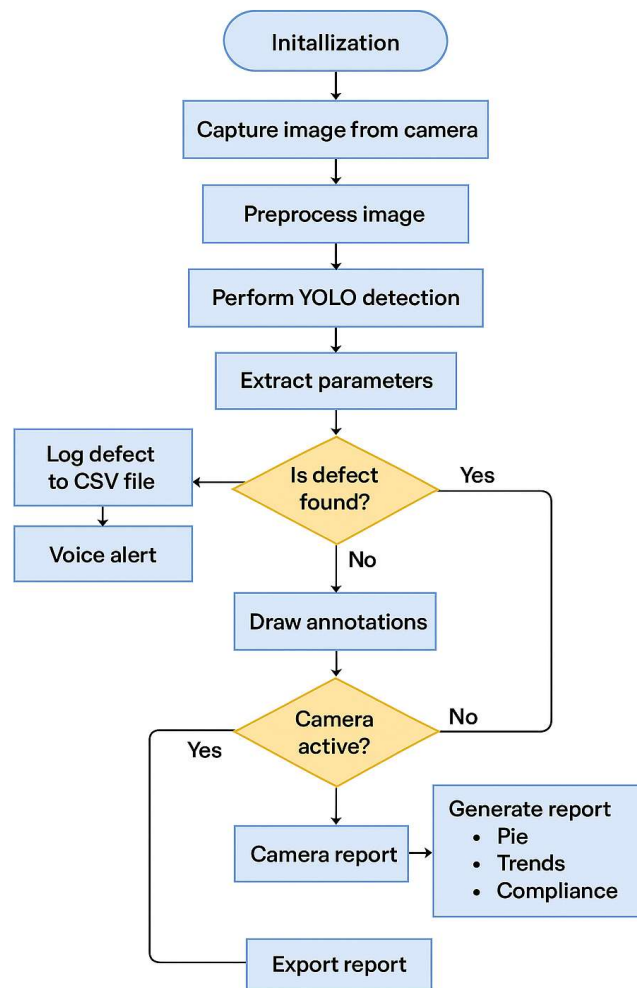 Initallization
Capture image from camera
Preprocess image
Perform YOLO detection
Extract parameters
Log defect
to CSV file
Is defect
found?
Yes
Voice alert
No
Draw annotations
Camera
active?
No
Yes
Camera report
Generate report
• Pie
• Trends
• Compliance
Export report